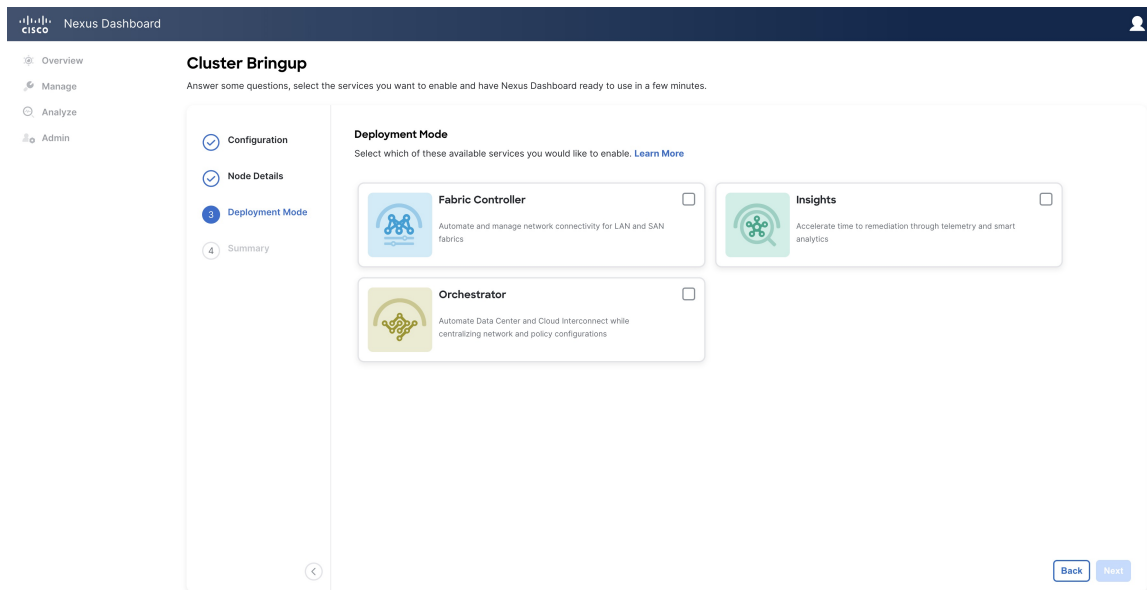 CISCO Nexus Dashboard
Overview
Manage
Analyze
Admin
Cluster Bringup
Answer some questions, select the services you want to enable and have Nexus Dashboard ready to use in a few minutes.
Configuration
Node Details
3 Deployment Mode
4 Summary
Deployment Mode
Select which of these available services you would like to enable. Learn More
Fabric Controller
Automate and manage network connectivity for LAN and SAN
fabrics
Insights
Accelerate time to remediation through telemetry and smart
analytics
Orchestrator
Automate Data Center and Cloud Interconnect while
centralizing network and policy configurations
Back Next